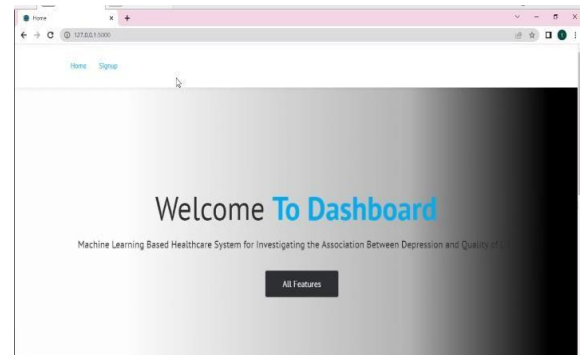 Home
127.0.0.1:5000
Home Signup
Welcome To Dashboard
Machine Learning Based Healthcare System for Investigating the Association Between Depression and Quality of
All Features